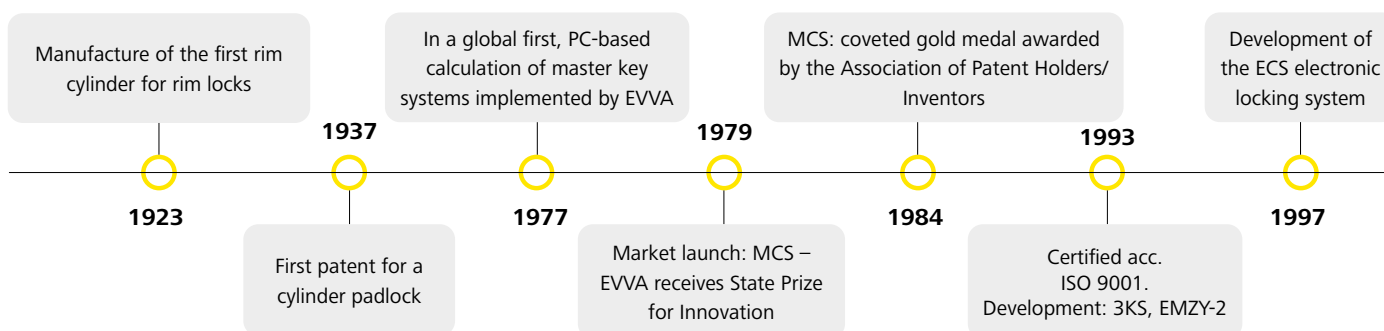 Manufacture of the first rim
cylinder for rim locks
1923
1937
First patent for a
cylinder padlock
In a global first, PC-based
calculation of master key
systems implemented by EVVA
1977
1979
Market launch: MCS –
EVVA receives State Prize
for Innovation
MCS: coveted gold medal awarded
by the Association of Patent Holders/
Inventors
1984
1993
Certified acc.
ISO 9001.
Development: 3KS, EMZY-2
Development of
the ECS electronic
locking system
1997